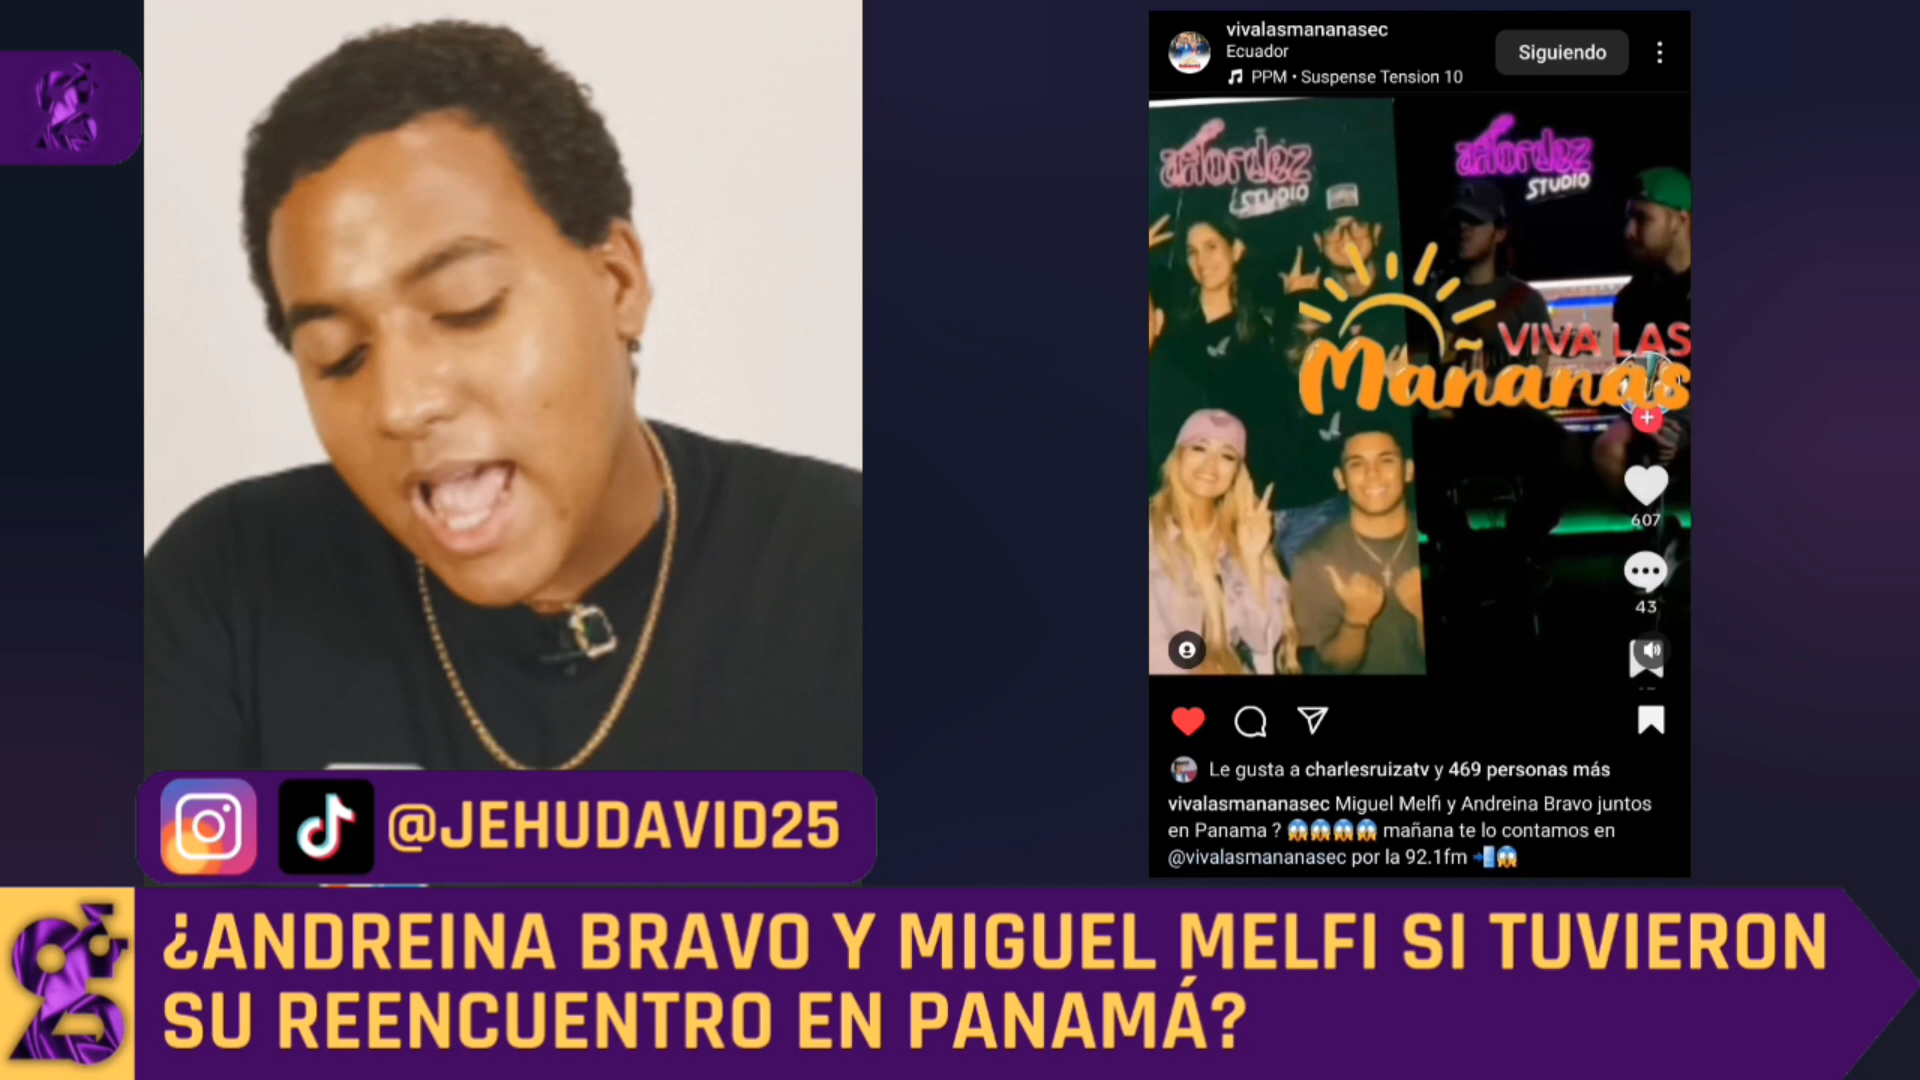 vivalasmananasec
Ecuador
PPM • Suspense Tension 10
Siguiendo
añordez
STUDIO
añordez
STUDIO
VIVA LAS
Mañanas
607
43
Le gusta a charlesruizatv y 469 personas más
vivalasmananasec Miguel Melfi y Andreina Bravo juntos
en Panama ? 😱😱😱😱 mañana te lo contamos en
@vivalasmananasec por la 92.1fm 📲😱
@JEHUDAVID25
¿ANDREINA BRAVO Y MIGUEL MELFI SI TUVIERON
SU REENCUENTRO EN PANAMÁ?